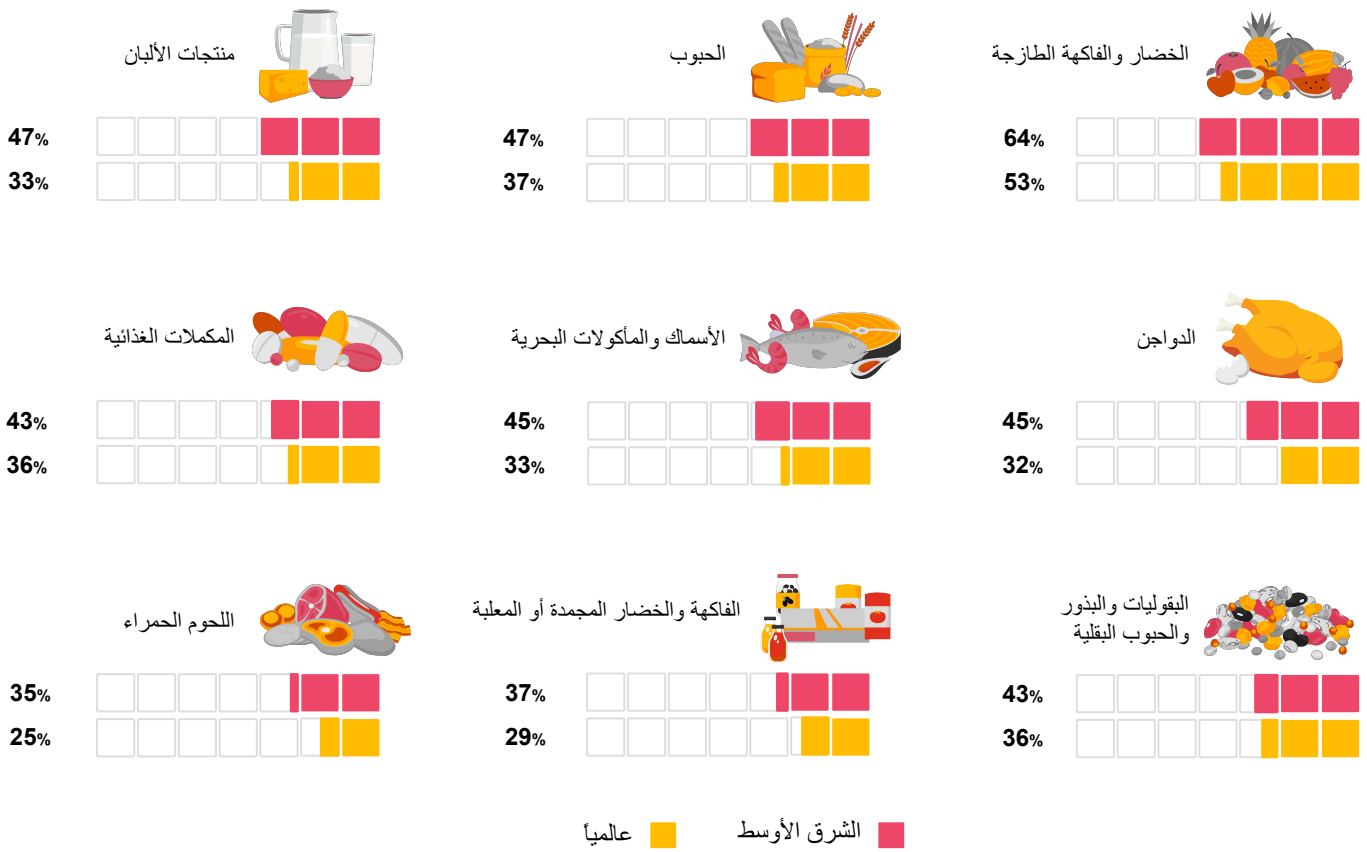 الخضار والفاكهة الطازجة
64%
53%
الحبوب
47%
37%
منتجات الألبان
47%
33%
الدواجن
45%
32%
الأسماك والمأكولات البحرية
45%
33%
المكملات الغذائية
43%
36%
البقوليات والبذور
والحبوب البقلية
43%
36%
الفاكهة والخضار المجمدة أو المعلبة
37%
29%
اللحوم الحمراء
35%
25%
الشرق الأوسط
عالمياً